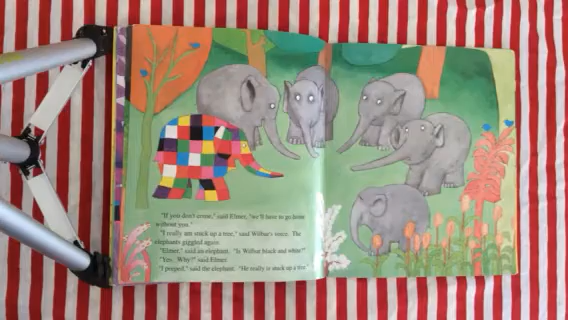 "If you don't come," said Elmer, "we'll have to go home
without you."
"I really am stuck up a tree," said Wilbur's voice. The
elephants giggled again.
"Elmer," said an elephant. "Is Wilbur black and white?"
"Yes. Why?" said Elmer.
"I peeped," said the elephant. "He really is stuck up a tree."